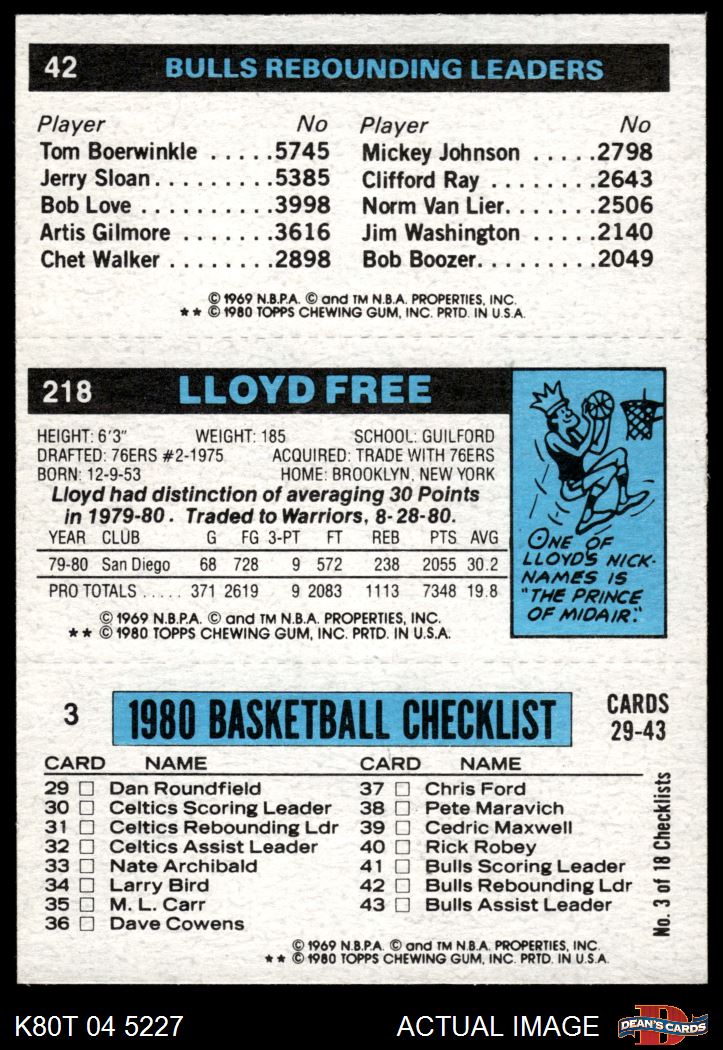 42 BULLS REBOUNDING LEADERS
Player No Player No
Tom Boerwinkle .....5745 Mickey Johnson .....2798
Jerry Sloan...........5385 Clifford Ray ........2643
Bob Love ............3998 Norm Van Lier.......2506
Artis Gilmore ........3616 Jim Washington .....2140
Chet Walker .........2898 Bob Boozer..........2049
© 1969 N.B.P.A. © and TM N.B.A. PROPERTIES, INC.
★★ © 1980 TOPPS CHEWING GUM, INC. PRTD. IN U.S.A.
218 LLOYD FREE
HEIGHT: 6'3" WEIGHT: 185 SCHOOL: GUILFORD
DRAFTED: 76ERS #2-1975 ACQUIRED: TRADE WITH 76ERS
BORN: 12-9-53 HOME: BROOKLYN, NEW YORK
Lloyd had distinction of averaging 30 Points
in 1979-80. Traded to Warriors, 8-28-80.
YEAR CLUB G FG 3-PT FT REB PTS AVG
79-80 San Diego 68 728 9 572 238 2055 30.2
PRO TOTALS ..... 371 2619 9 2083 1113 7348 19.8
© 1969 N.B.P.A. © and TM N.B.A. PROPERTIES, INC.
★★ © 1980 TOPPS CHEWING GUM, INC. PRTD. IN U.S.A.
ONE OF
LLOYD'S NICK-
NAMES IS
"THE PRINCE
OF MIDAIR."
3 1980 BASKETBALL CHECKLIST CARDS
29-43
CARD NAME CARD NAME
29 □ Dan Roundfield 37 □ Chris Ford
30 □ Celtics Scoring Leader 38 □ Pete Maravich
31 □ Celtics Rebounding Ldr 39 □ Cedric Maxwell
32 □ Celtics Assist Leader 40 □ Rick Robey
33 □ Nate Archibald 41 □ Bulls Scoring Leader
34 □ Larry Bird 42 □ Bulls Rebounding Ldr
35 □ M. L. Carr 43 □ Bulls Assist Leader
36 □ Dave Cowens
No. 3 of 18 Checklists
© 1969 N.B.P.A. © and TM N.B.A. PROPERTIES, INC.
★★ © 1980 TOPPS CHEWING GUM, INC. PRTD. IN U.S.A.
K80T 04 5227 ACTUAL IMAGE D DEAN'S CARDS